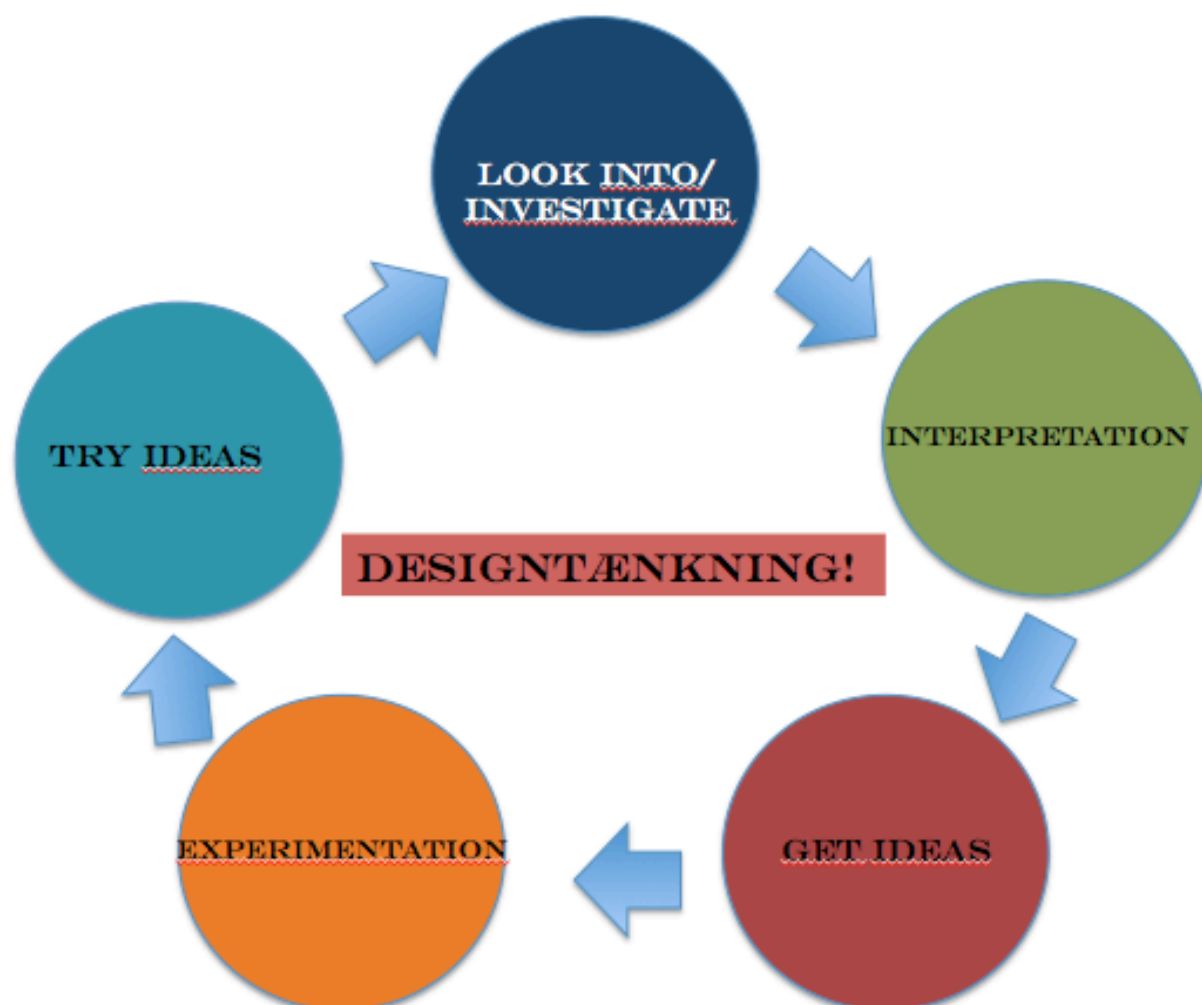 LOOK INTO/
INVESTIGATE
INTERPRETATION
GET IDEAS
EXPERIMENTATION
TRY IDEAS
DESIGNTÆNKNING!